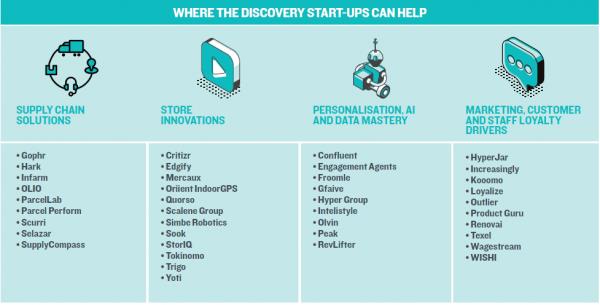 WHERE THE DISCOVERY START-UPS CAN HELP
SUPPLY CHAIN
SOLUTIONS
• Gophr
• Hark
• Infarm
• OLIO
• ParcelLab
• Parcel Perform
• Scurri
• Selazar
• SupplyCompass
STORE
INNOVATIONS
• Critizr
• Edgify
• Mercaux
• Oriient IndoorGPS
• Quorso
• Scalene Group
• Simbe Robotics
• Sook
• StorIQ
• Tokinomo
• Trigo
• Yoti
PERSONALISATION, AI
AND DATA MASTERY
• Confluent
• Engagement Agents
• Froomle
• Gfaive
• Hyper Group
• Intelistyle
• Olvin
• Peak
• RevLifter
MARKETING, CUSTOMER
AND STAFF LOYALTY
DRIVERS
• HyperJar
• Increasingly
• Kooomo
• Loyalize
• Outlier
• Product Guru
• Renovai
• Texel
• Wagestream
• WISHI